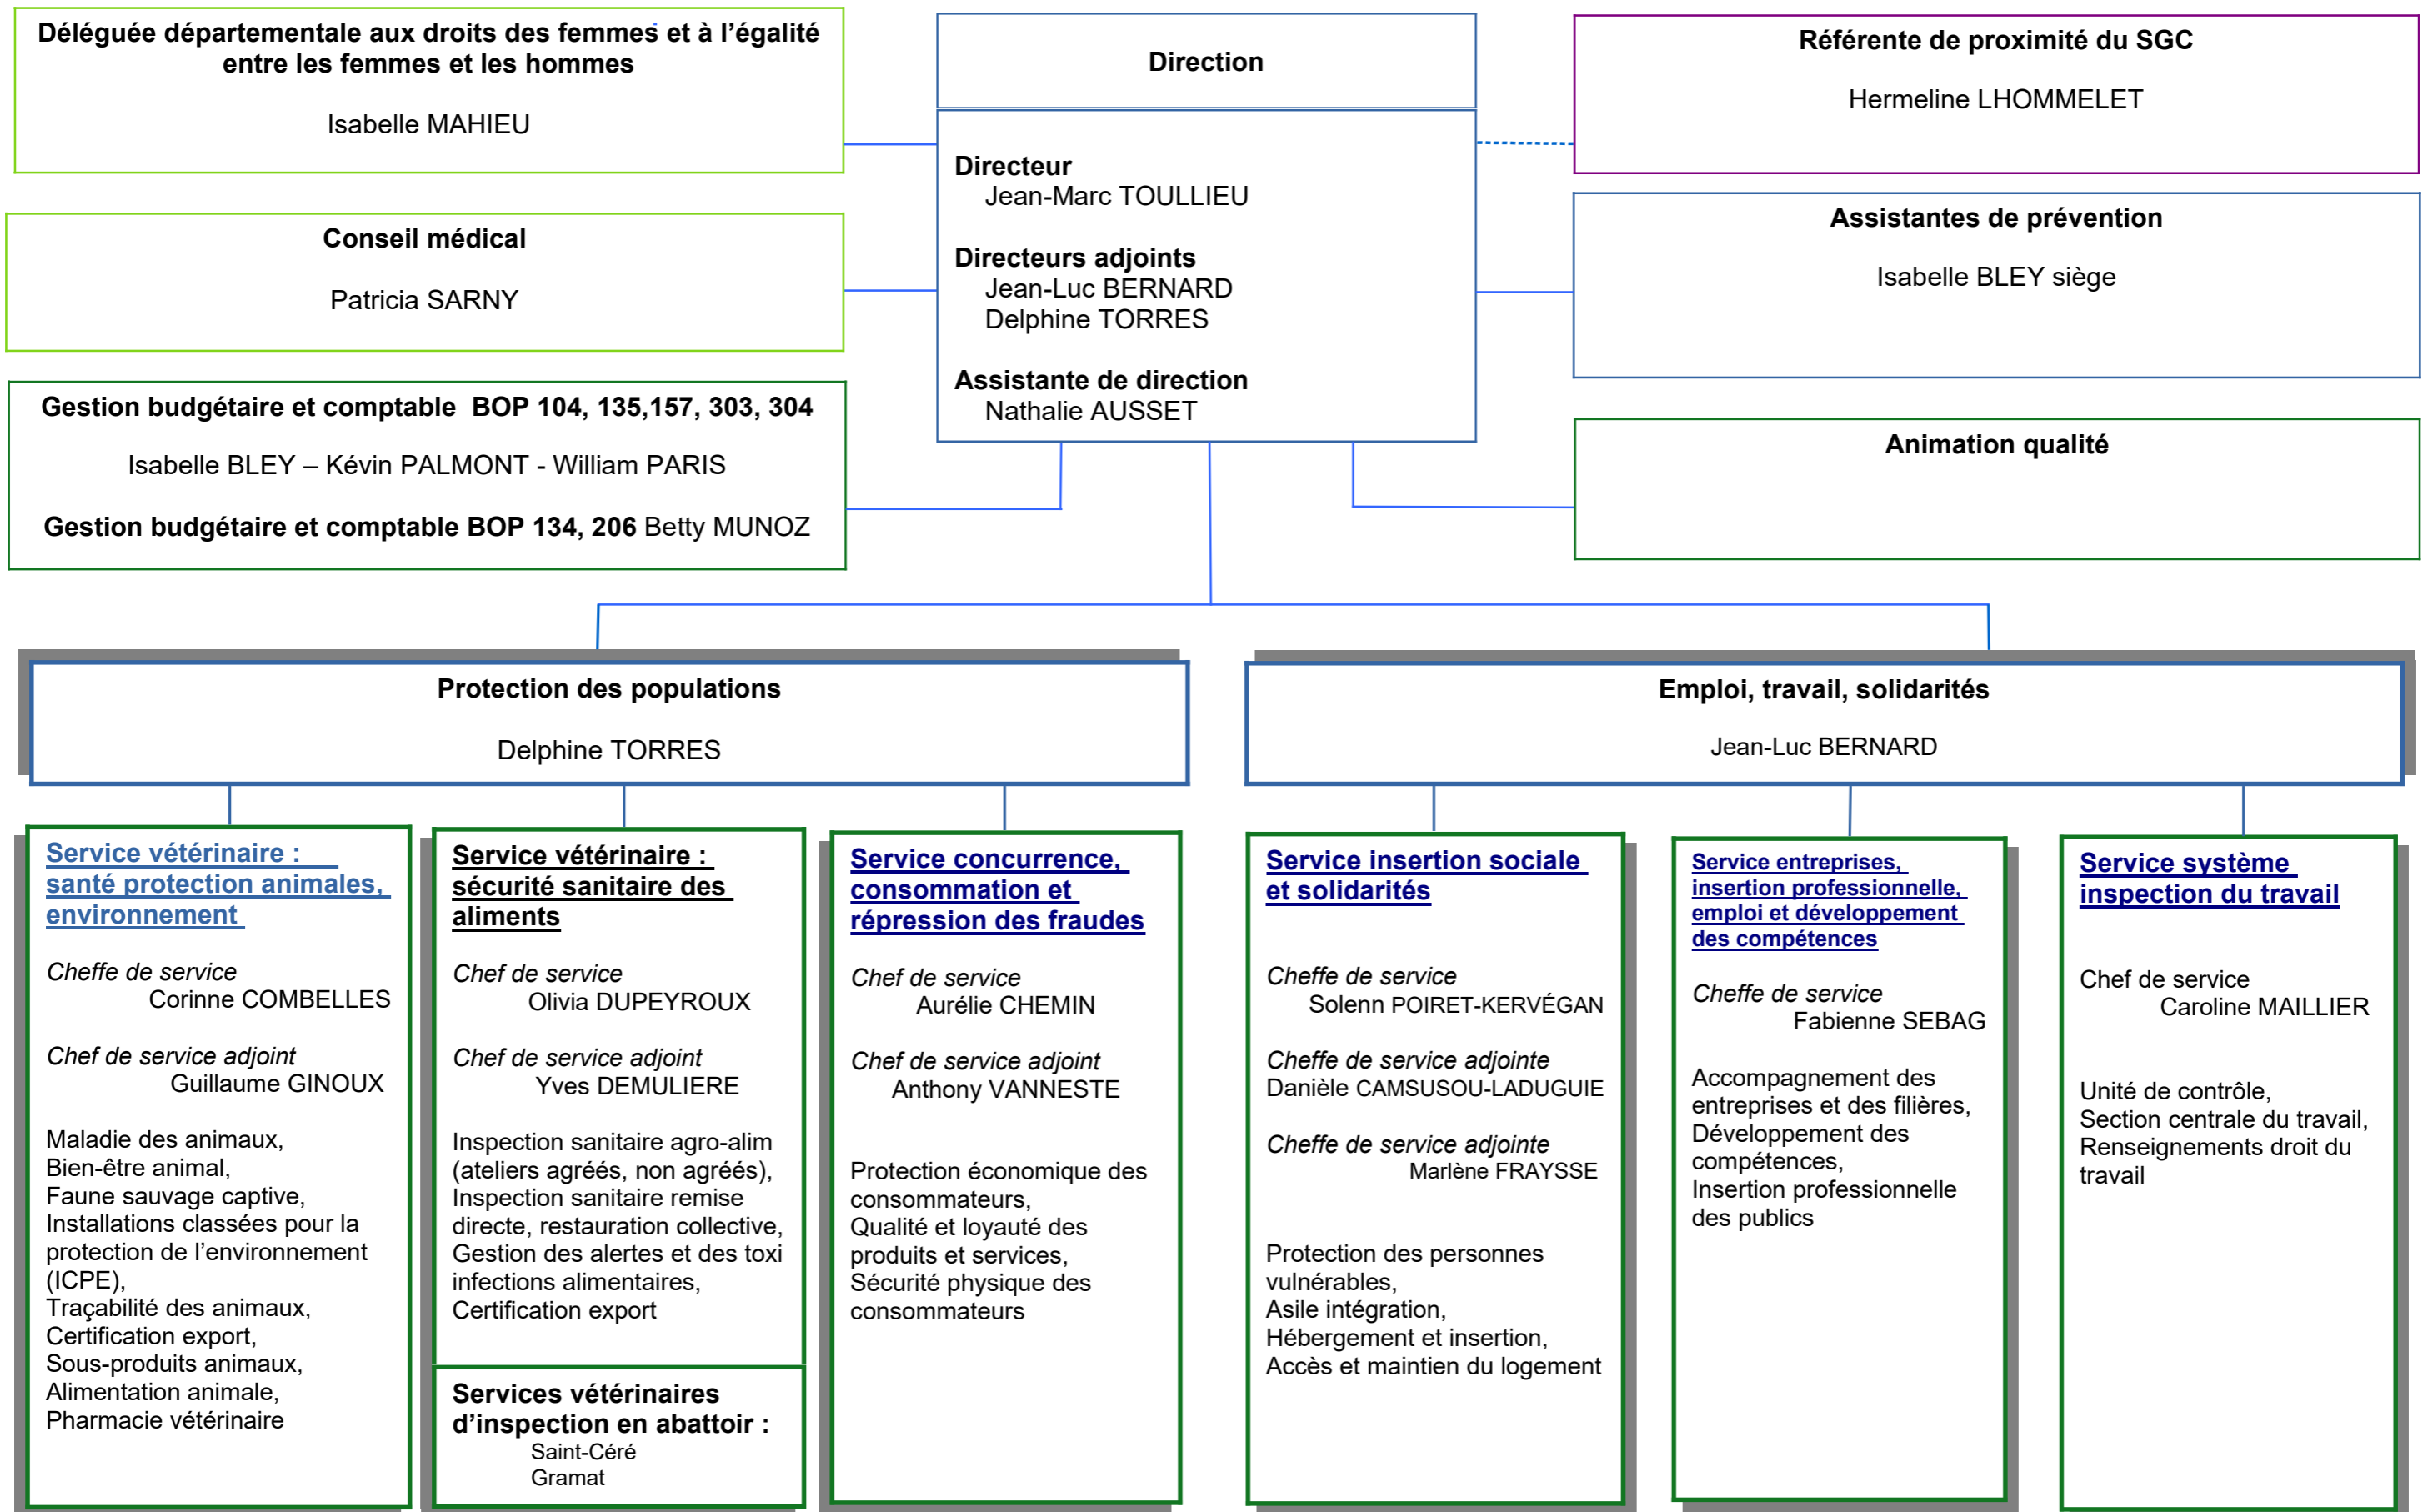 Déléguée départementale aux droits des femmes et à l'égalité
entre les femmes et les hommes
Isabelle MAHIEU
Direction
Référente de proximité du SGC
Hermeline LHOMMELET
Directeur
Jean-Marc TOULLIEU
Directeurs adjoints
Jean-Luc BERNARD
Delphine TORRES
Assistante de direction
Nathalie AUSSET
Conseil médical
Patricia SARNY
Assistantes de prévention
Isabelle BLEY siège
Gestion budgétaire et comptable  BOP 104, 135,157, 303, 304
Isabelle BLEY – Kévin PALMONT - William PARIS
Gestion budgétaire et comptable BOP 134, 206 Betty MUNOZ
Animation qualité
Protection des populations
Delphine TORRES
Emploi, travail, solidarités
Jean-Luc BERNARD
Service vétérinaire :
santé protection animales,
environnement
Cheffe de service
Corinne COMBELLES
Chef de service adjoint
Guillaume GINOUX
Maladie des animaux,
Bien-être animal,
Faune sauvage captive,
Installations classées pour la
protection de l'environnement
(ICPE),
Traçabilité des animaux,
Certification export,
Sous-produits animaux,
Alimentation animale,
Pharmacie vétérinaire
Service vétérinaire :
sécurité sanitaire des
aliments
Chef de service
Olivia DUPEYROUX
Chef de service adjoint
Yves DEMULIERE
Inspection sanitaire agro-alim
(ateliers agréés, non agréés),
Inspection sanitaire remise
directe, restauration collective,
Gestion des alertes et des toxi
infections alimentaires,
Certification export
Services vétérinaires
d'inspection en abattoir :
Saint-Céré
Gramat
Service concurrence,
consommation et
répression des fraudes
Chef de service
Aurélie CHEMIN
Chef de service adjoint
Anthony VANNESTE
Protection économique des
consommateurs,
Qualité et loyauté des
produits et services,
Sécurité physique des
consommateurs
Service insertion sociale
et solidarités
Cheffe de service
Solenn POIRET-KERVÉGAN
Cheffe de service adjointe
Danièle CAMSUSOU-LADUGUIE
Cheffe de service adjointe
Marlène FRAYSSE
Protection des personnes
vulnérables,
Asile intégration,
Hébergement et insertion,
Accès et maintien du logement
Service entreprises,
insertion professionnelle,
emploi et développement
des compétences
Cheffe de service
Fabienne SEBAG
Accompagnement des
entreprises et des filières,
Développement des
compétences,
Insertion professionnelle
des publics
Service système
inspection du travail
Chef de service
Caroline MAILLIER
Unité de contrôle,
Section centrale du travail,
Renseignements droit du
travail